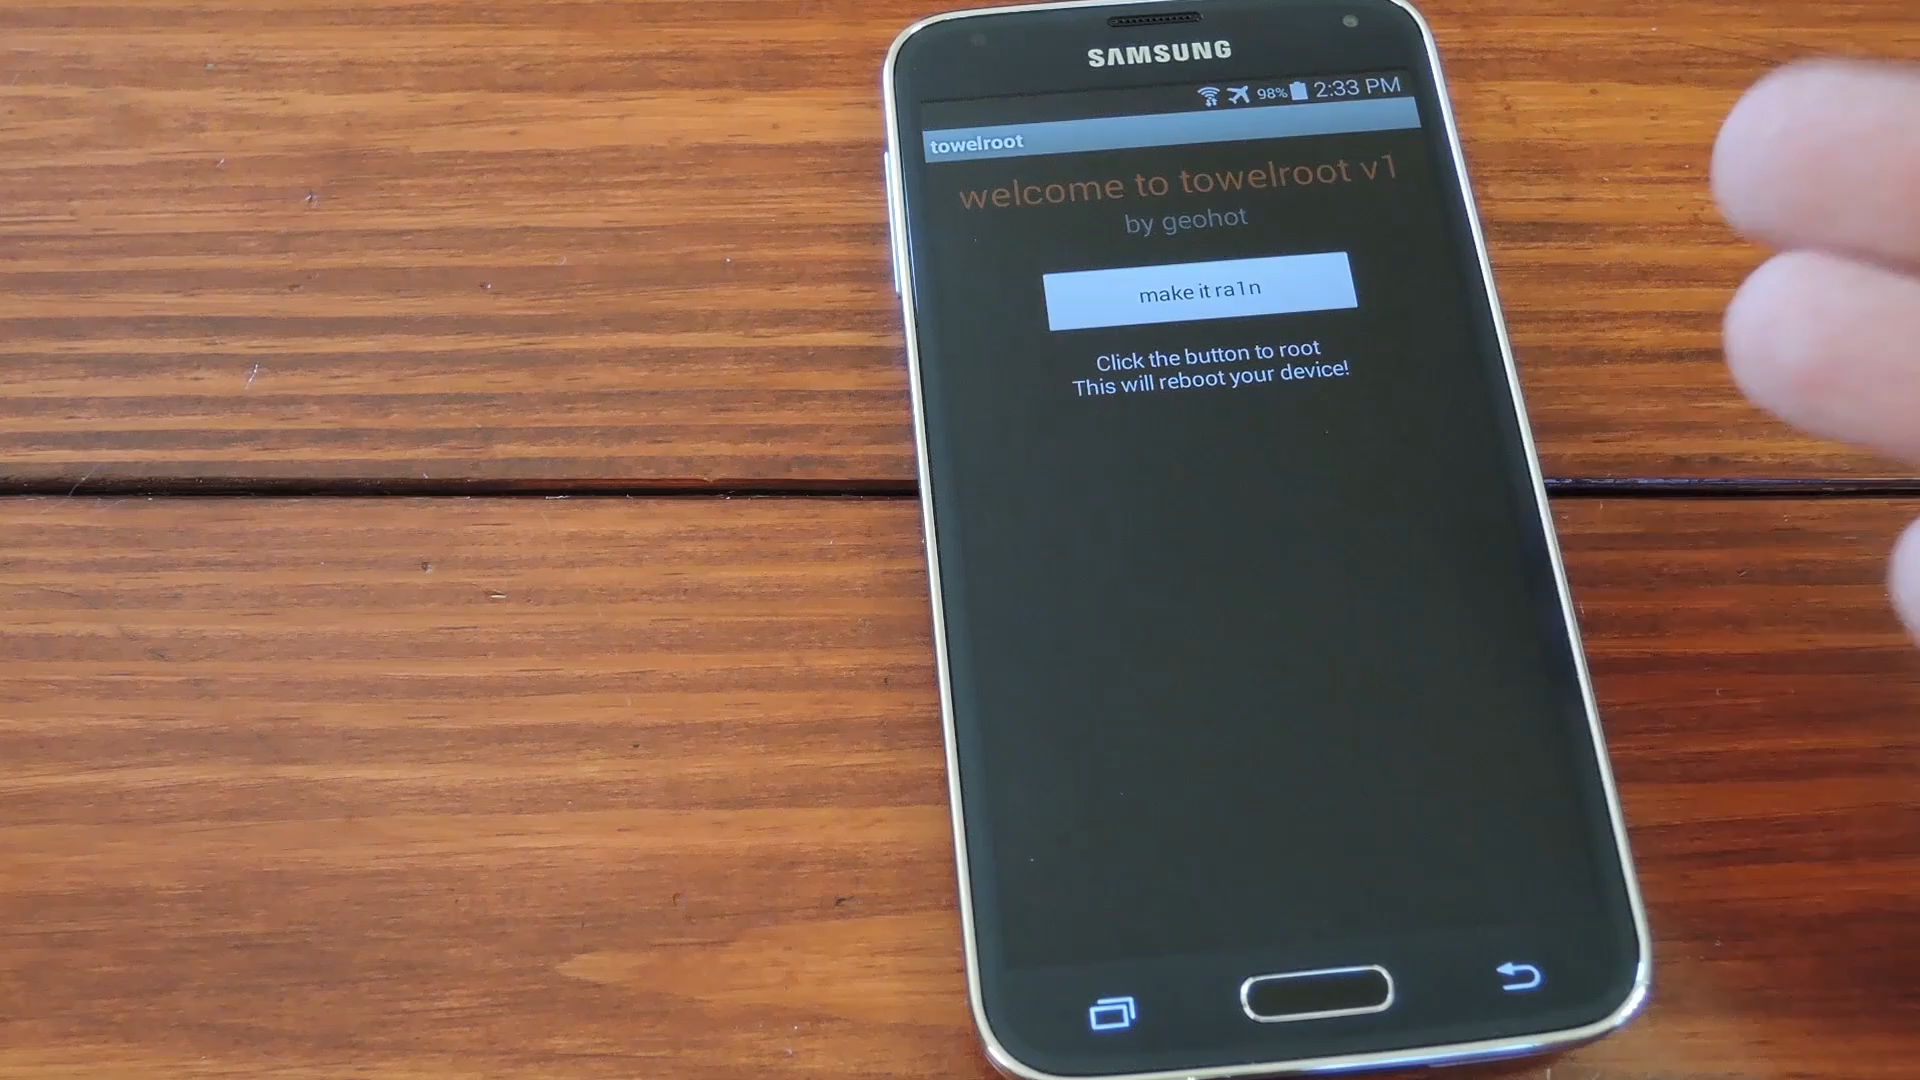 SAMSUNG
98% 2:33 PM
towelroot
welcome to towelroot v1
by geohot
make it ra1n
Click the button to root
This will reboot your device!